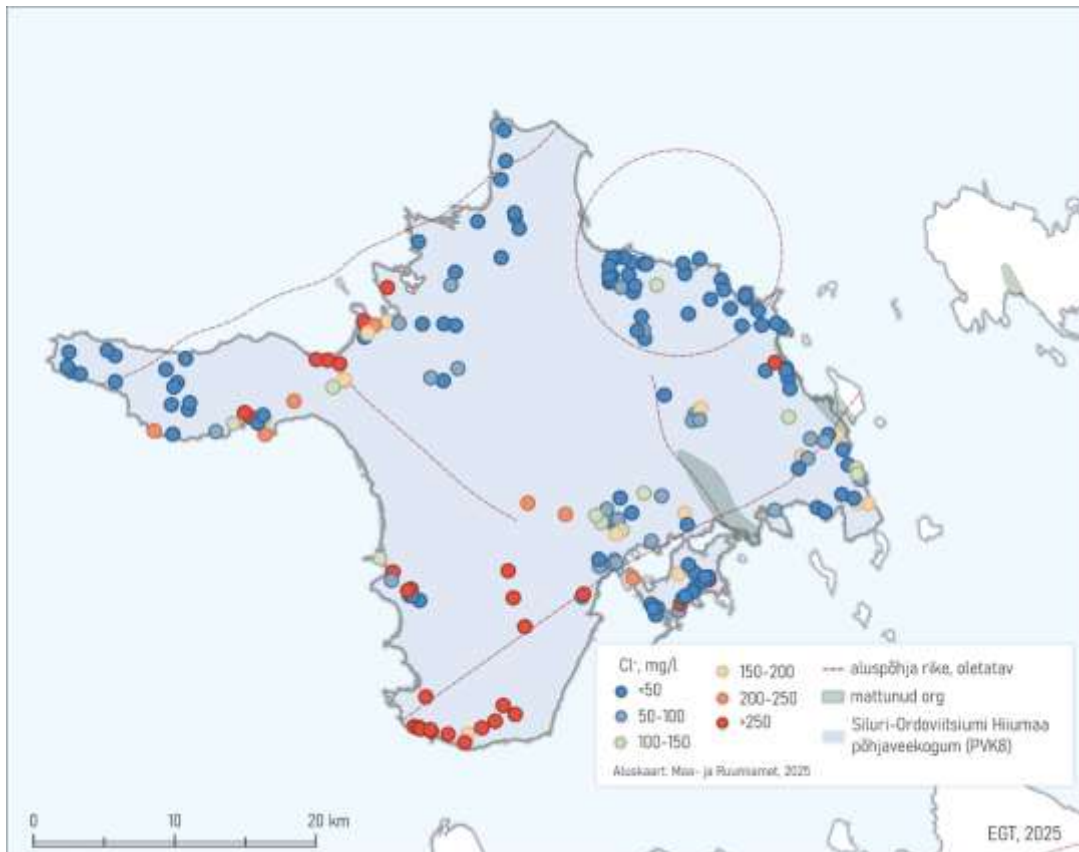 Cl⁻, mg/l
<50
50-100
100-150
150-200
200-250
>250
aluspõhja rike, oletatav
mattunud org
Siluri-Ordoviitsiumi Hiiumaa
põhjaveekogum (PVK8)
Aluskaart: Maa- ja Ruumiamet, 2025
0 10 20 km
EGT, 2025